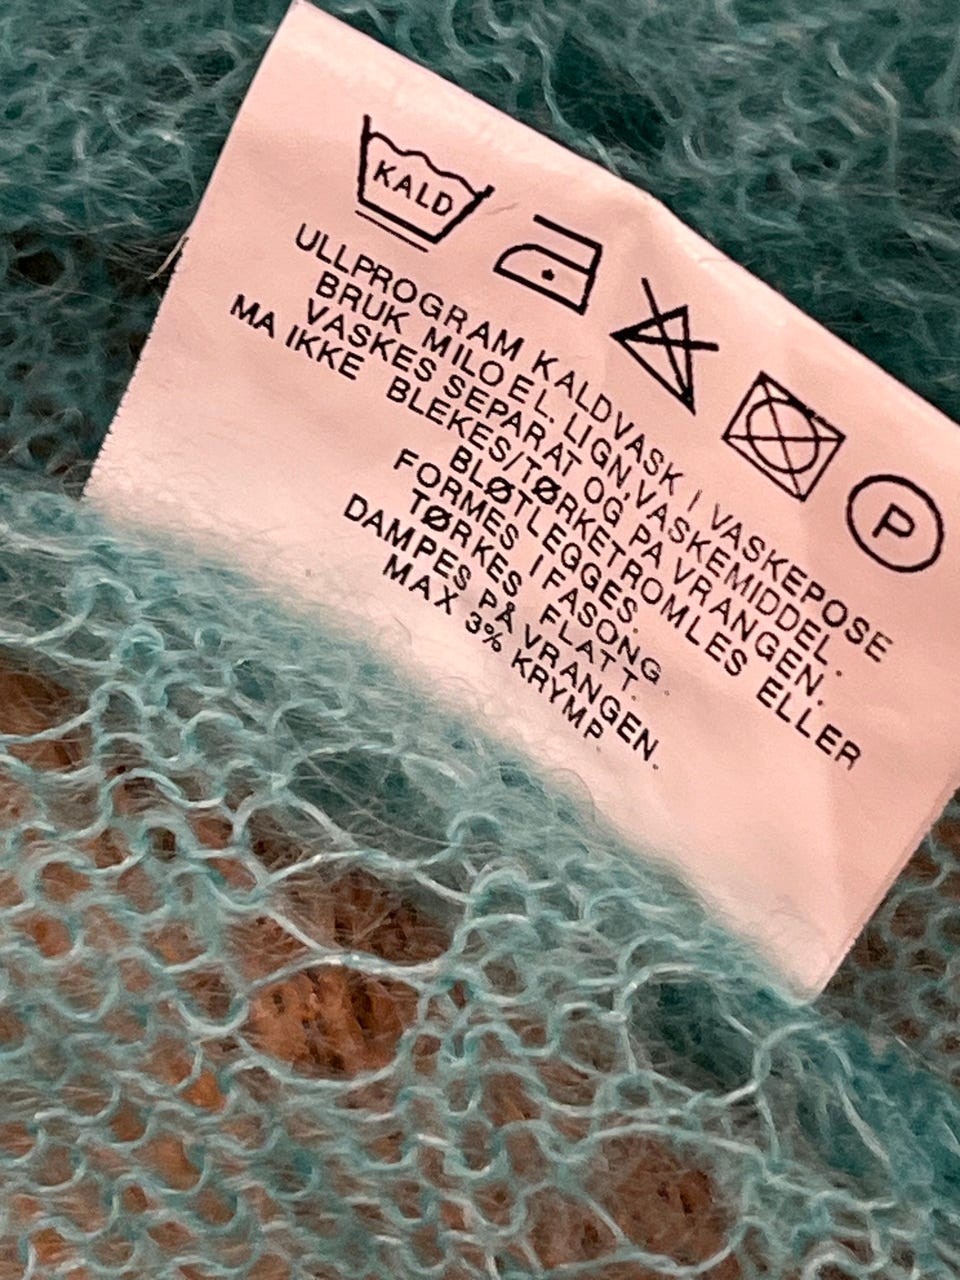 KALD
P
ULLPROGRAM KALDVASK I VASKEPOSE
BRUK MILO EL. LIGN, VASKEMIDDEL.
VASKES SEPARAT OG PÅ VRANGEN.
MA IKKE BLEKES/TØRKETROMLES ELLER
BLØTLEGGES.
FORMES I FASONG.
TØRKES FLATT.
DAMPES PÅ VRANGEN.
MAX 3% KRYMP